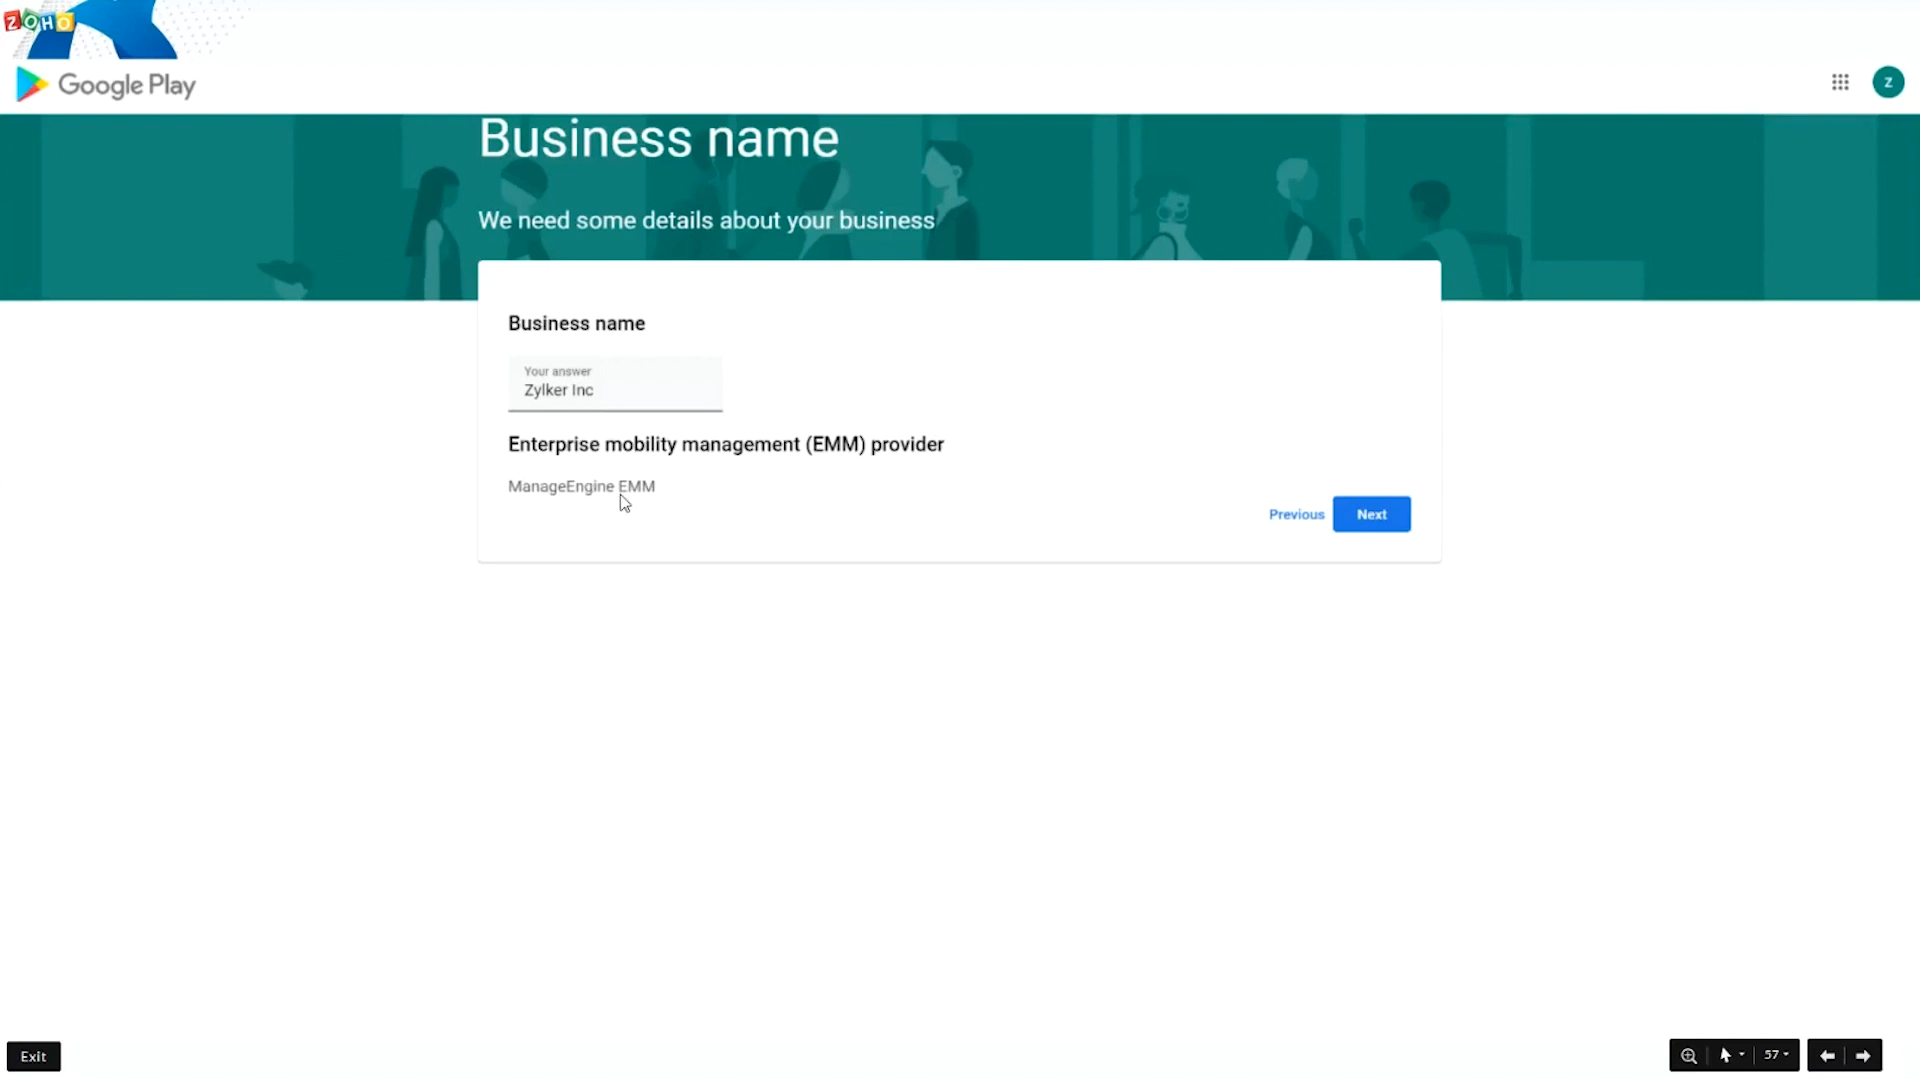 ZOHO
Google Play
Z
Business name
We need some details about your business
Business name
Your answer
Zylker Inc
Enterprise mobility management (EMM) provider
ManageEngine EMM
Previous
Next
Exit
57